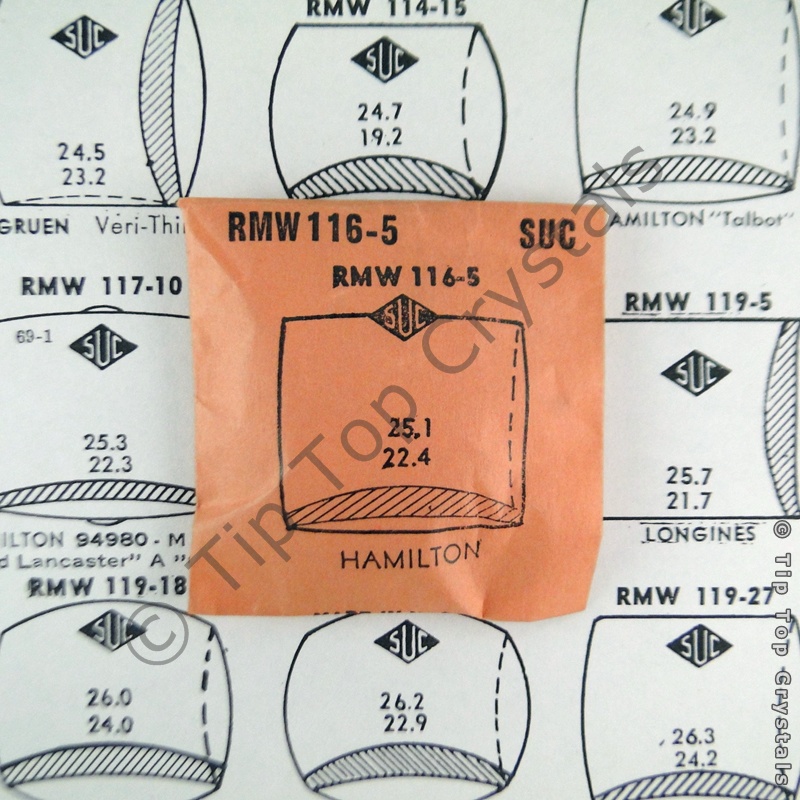 RMW 114-15
SUC
SUC
SUC
24.5
23.2
24.7
19.2
24.9
23.2
GRUEN Veri-Thi
AMILTON "Talbot"
RMW 116-5 SUC
RMW 116-5
SUC
25.1
22.4
HAMILTON
RMW 117-10
69-1
SUC
25.3
22.3
ILTON 94980 - M
d Lancaster" A "
RMW 119-5
SUC
25.7
21.7
LONGINES
RMW 119-18
SUC
26.0
24.0
SUC
26.2
22.9
RMW 119-27
SUC
26.3
24.2
© Tip Top Crystals
© Tip Top Crystals